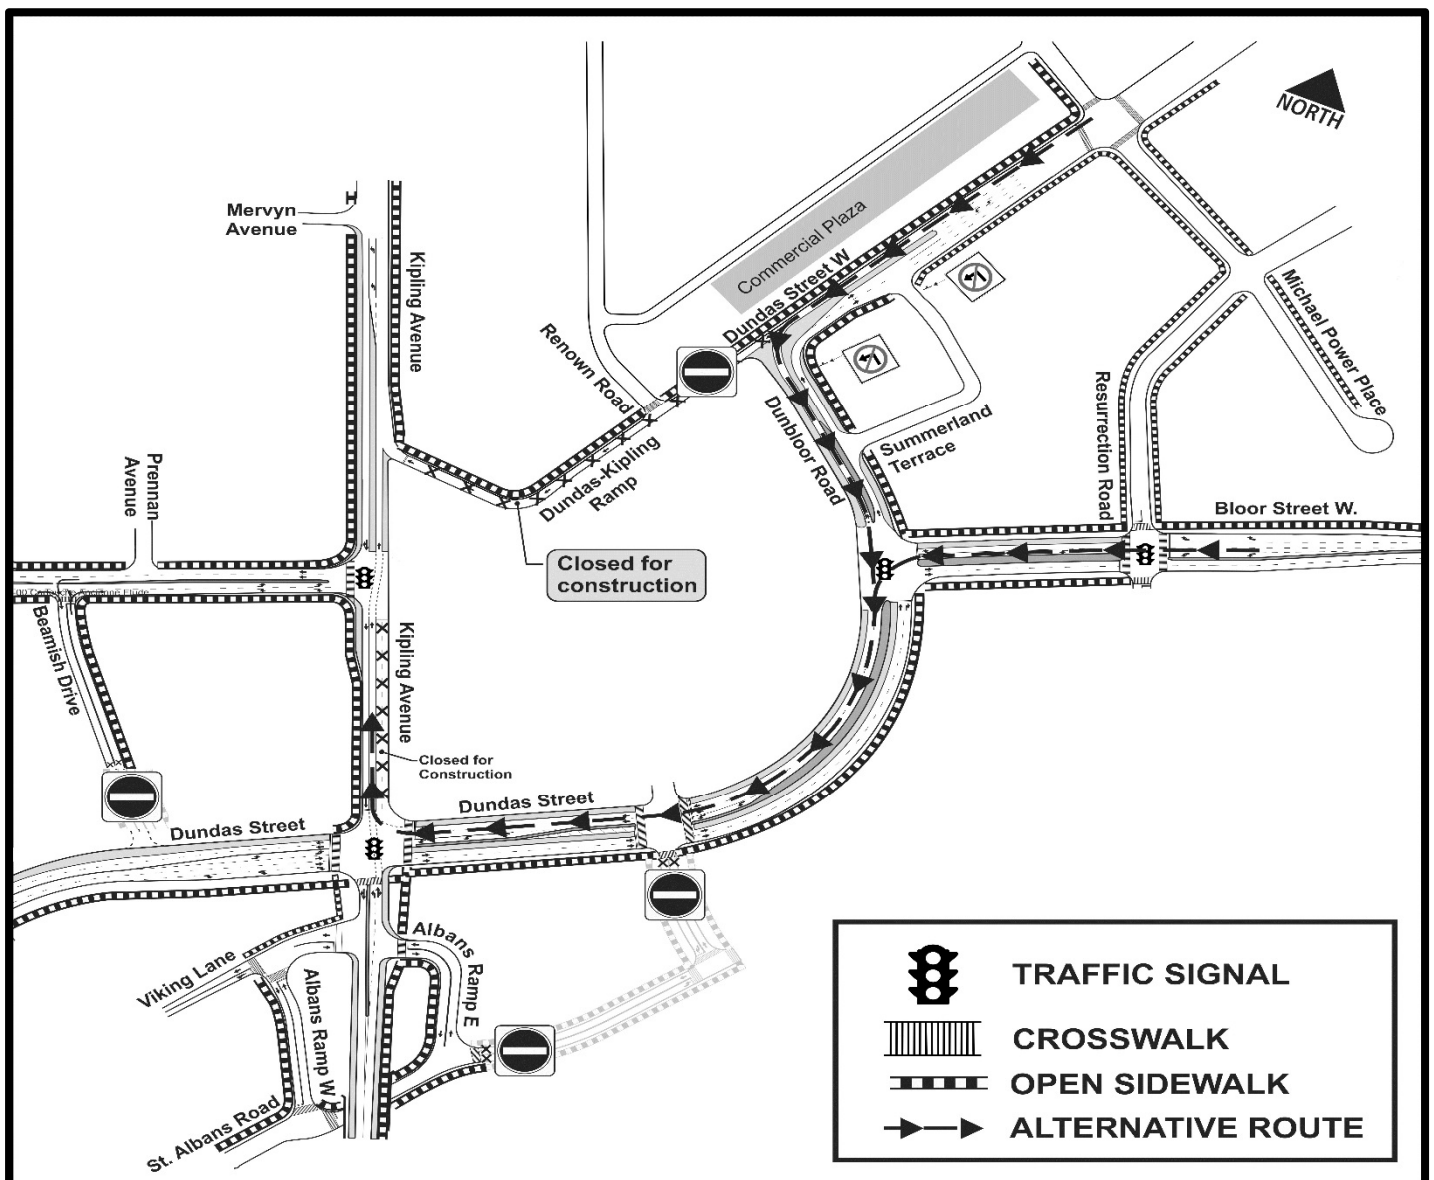 NORTH
Mervyn
Avenue
Kipling Avenue
Commercial Plaza
Dundas Street W
Renown Road
Michael Power Place
Resurrection Road
Dunbloor Road
Summerland
Terrace
Prennan
Avenue
Dundas-Kipling
Ramp
Bloor Street W.
Closed for
construction
Beamish Drive
Kipling Avenue
Closed for
Construction
Dundas Street
Dundas Street
Viking Lane
Albans Ramp W
Albans Ramp E
St. Albans Road
TRAFFIC SIGNAL
CROSSWALK
OPEN SIDEWALK
ALTERNATIVE ROUTE